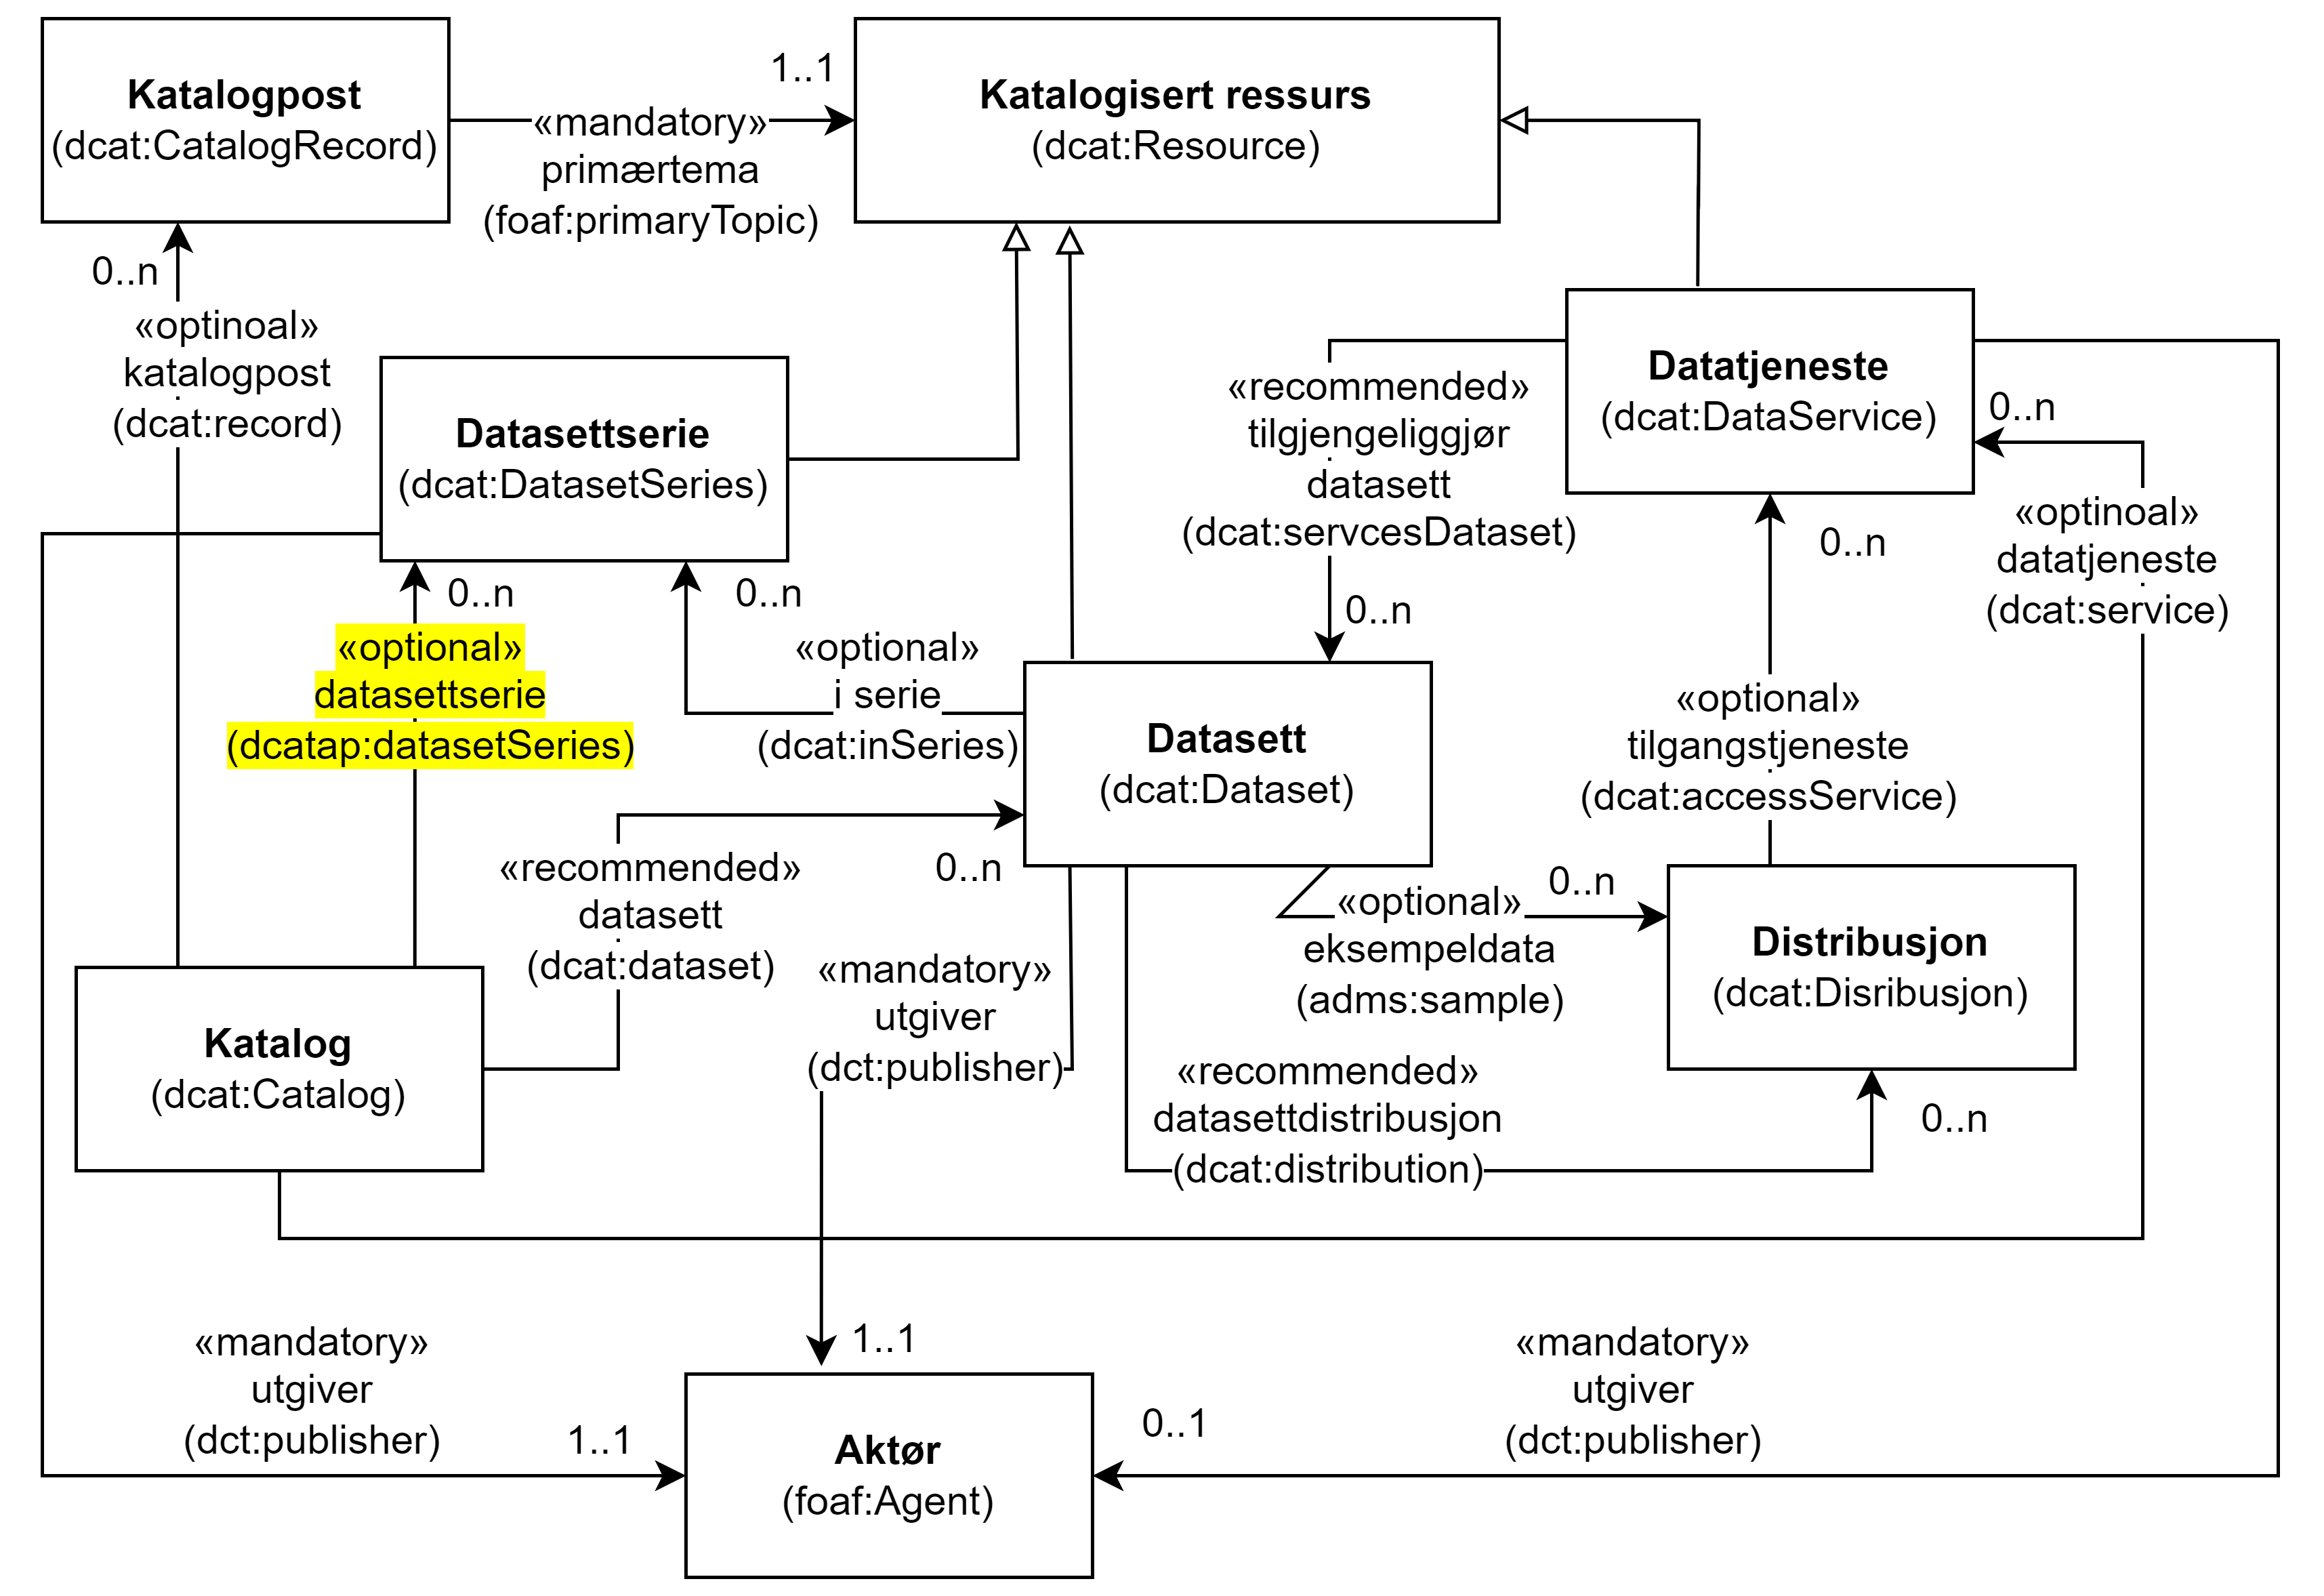 Katalogpost
(dcat:CatalogRecord)
1..1
«mandatory»
primærtema
(foaf:primaryTopic)
Katalogisert ressurs
(dcat:Resource)
0..n
«optinoal»
katalogpost
(dcat:record)
Datasettserie
(dcat:DatasetSeries)
«recommended»
tilgjengeliggjør
datasett
(dcat:servcesDataset)
0..n
Datatjeneste
(dcat:DataService)
0..n
0..n
«optinoal»
datatjeneste
(dcat:service)
0..n
«optional»
datasettserie
(dcatap:datasetSeries)
0..n
«optional»
i serie
(dcat:inSeries)
Datasett
(dcat:Dataset)
«optional»
tilgangstjeneste
(dcat:accessService)
«recommended»
datasett
(dcat:dataset)
0..n
«mandatory»
utgiver
(dct:publisher)
«optional»
eksempeldata
(adms:sample)
0..n
Distribusjon
(dcat:Disribusjon)
Katalog
(dcat:Catalog)
«recommended»
datasettdistribusjon
(dcat:distribution)
0..n
«mandatory»
utgiver
(dct:publisher)
1..1
1..1
Aktør
(foaf:Agent)
0..1
«mandatory»
utgiver
(dct:publisher)